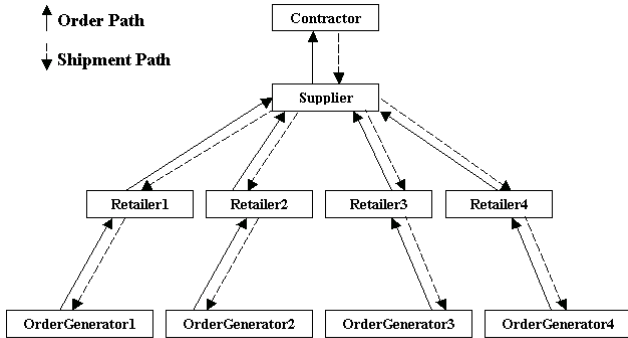 Order Path
Shipment Path
Contractor
Supplier
Retailer1
Retailer2
Retailer3
Retailer4
OrderGenerator1
OrderGenerator2
OrderGenerator3
OrderGenerator4